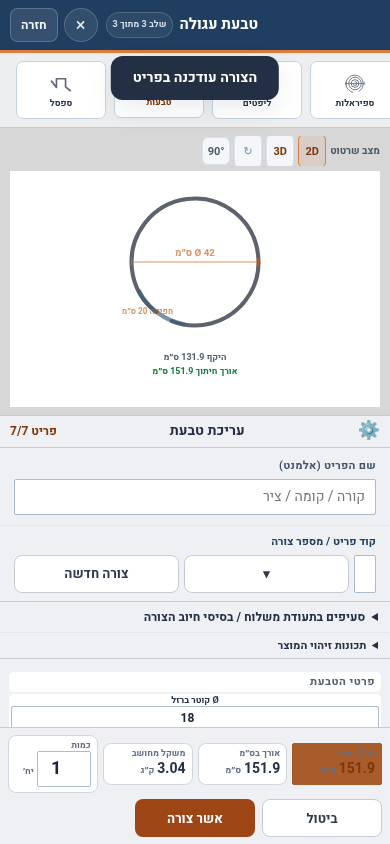 טבעת עגולה
שלב 3 מתוך 3
×
חזרה
הצורה עודכנה בפריט
ספיראלות
ליפטים
טבעות
ספסל
מצב שרטוט
2D
3D
↻
90°
Ø 42 ס״מ
20 ס״מ
היקף 131.9 ס״מ
אורך חיתוך 151.9 ס״מ
עריכת טבעת
פריט 7/7
שם הפריט (אלמנט)
קורה / קומה / ציר
קוד פריט / מספר צורה
▼
צורה חדשה
סעיפים בתעודת משלוח / בסיסי חיוב הצורה
תכונות זיהוי המוצר
פרטי הטבעת
Ø קוטר ברזל
18
151.9
אורך בס״מ
151.9 ס״מ
משקל מחושב
3.04 ק״ג
כמות
1 יח׳
ביטול
אשר צורה